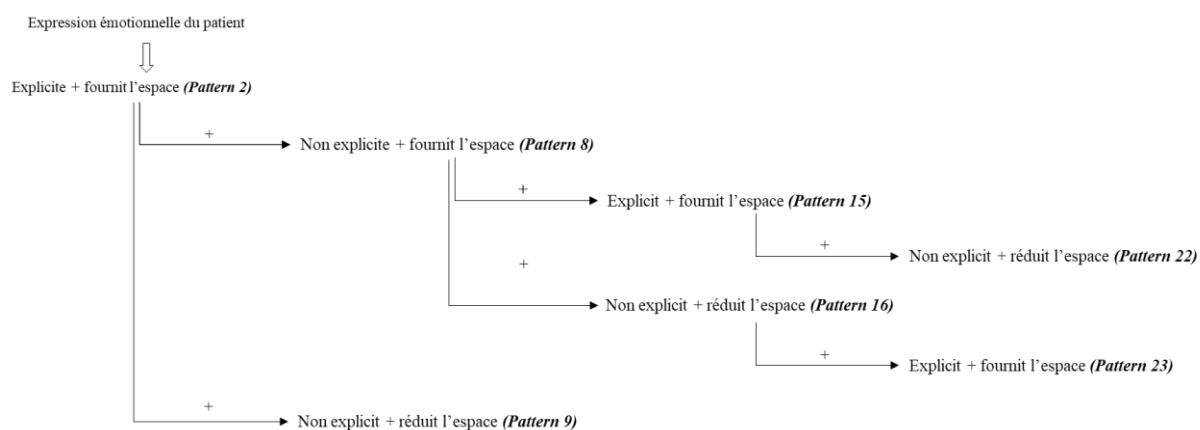 Expression émotionnelle du patient
Explicite + fournit l'espace (Pattern 2)
+
Non explicite + fournit l'espace (Pattern 8)
+
Explicit + fournit l'espace (Pattern 15)
+
Non explicit + réduit l'espace (Pattern 22)
+
Non explicit + réduit l'espace (Pattern 16)
+
Explicit + fournit l'espace (Pattern 23)
+
Non explicit + réduit l'espace (Pattern 9)